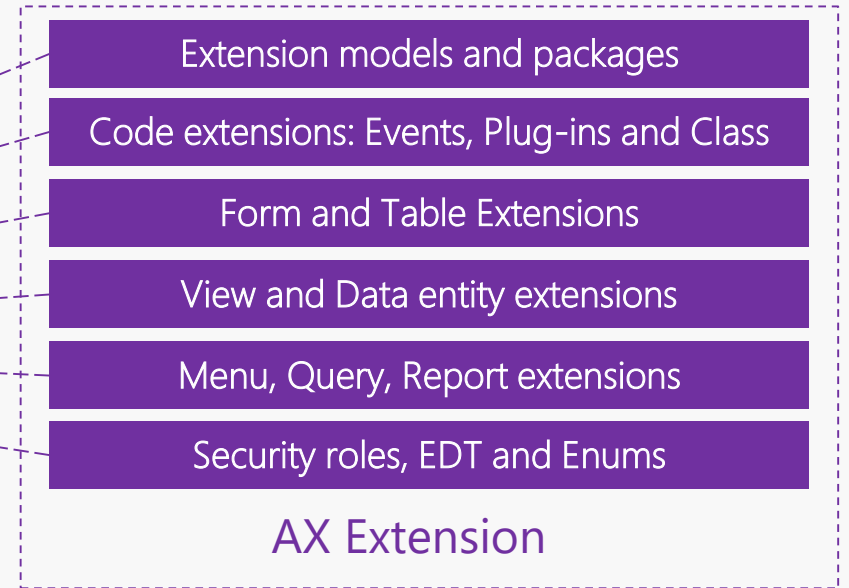 Extension models and packages
Code extensions: Events, Plug-ins and Class
Form and Table Extensions
View and Data entity extensions
Menu, Query, Report extensions
Security roles, EDT and Enums
AX Extension